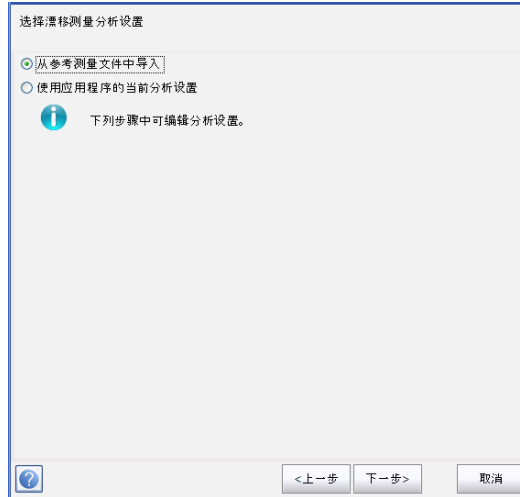 选择漂移测量分析设置
从参考测量文件中导入
使用应用程序的当前分析设置
下列步骤中可编辑分析设置。
<上一步 下一步> 取消